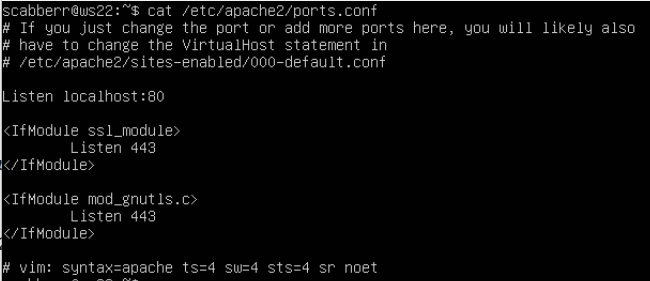 scabberr@ws22:~$ cat /etc/apache2/ports.conf
# If you just change the port or add more ports here, you will likely also
# have to change the VirtualHost statement in
# /etc/apache2/sites-enabled/000-default.conf
Listen localhost:80
<IfModule ssl_module>
Listen 443
</IfModule>
<IfModule mod_gnutls.c>
Listen 443
</IfModule>
# vim: syntax=apache ts=4 sw=4 sts=4 sr noet